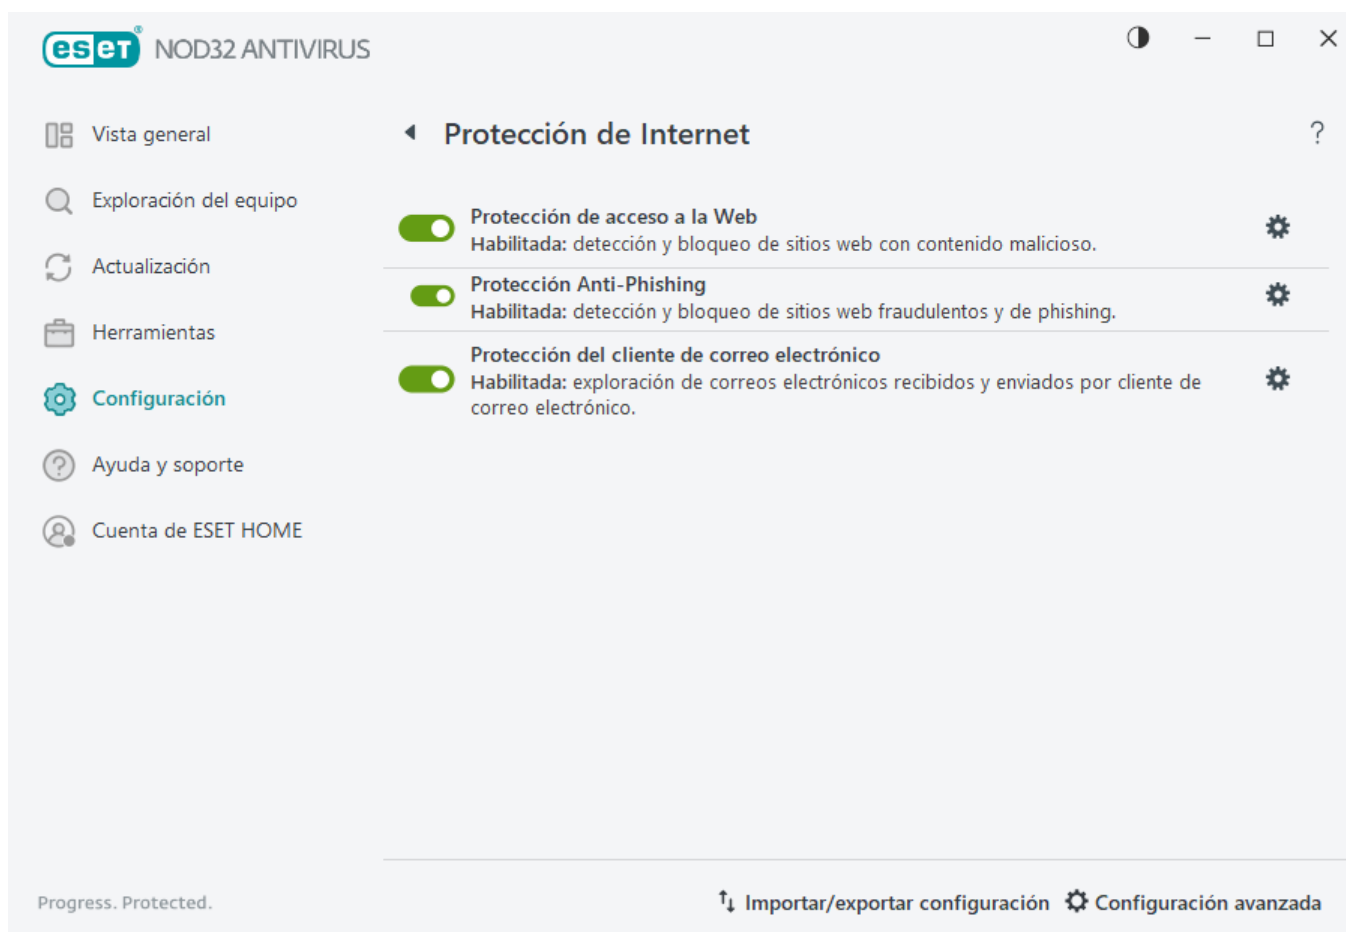 eset® NOD32 ANTIVIRUS
Vista general
Exploración del equipo
Actualización
Herramientas
Configuración
Ayuda y soporte
Cuenta de ESET HOME
Protección de Internet
?
Protección de acceso a la Web
Habilitada: detección y bloqueo de sitios web con contenido malicioso.
Protección Anti-Phishing
Habilitada: detección y bloqueo de sitios web fraudulentos y de phishing.
Protección del cliente de correo electrónico
Habilitada: exploración de correos electrónicos recibidos y enviados por cliente de
correo electrónico.
Progress. Protected.
Importar/exportar configuración Configuración avanzada